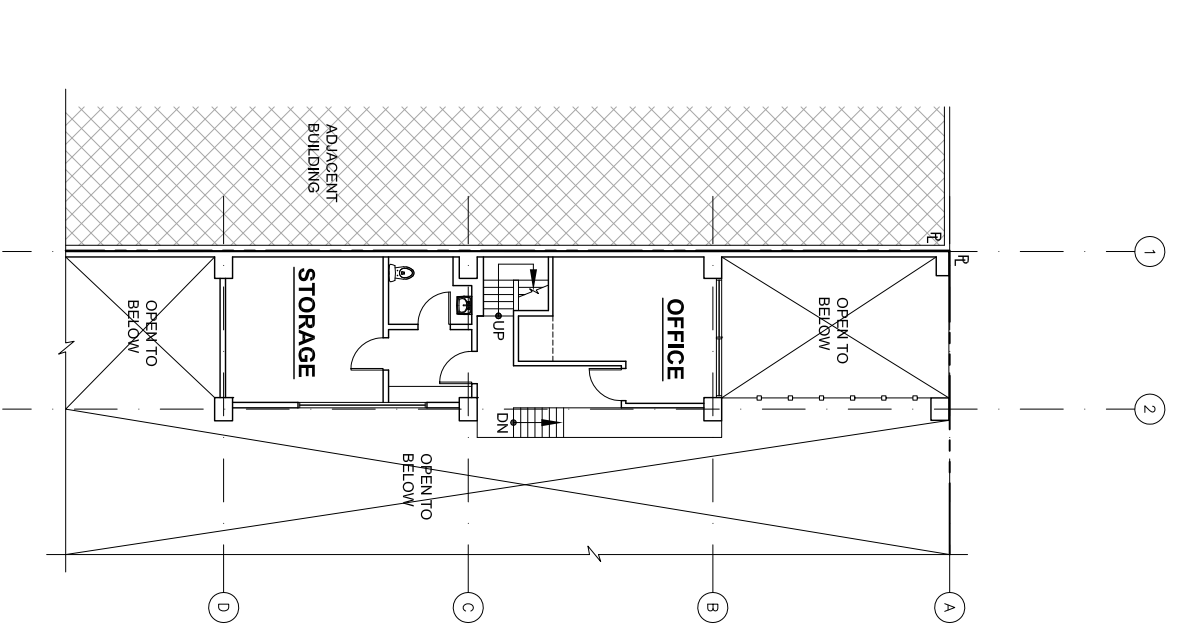 ADJACENT
BUILDING
PL
PL
1
OPEN TO
BELOW
STORAGE
UP
OFFICE
OPEN TO
BELOW
2
DN
OPEN TO
BELOW
D
C
B
A